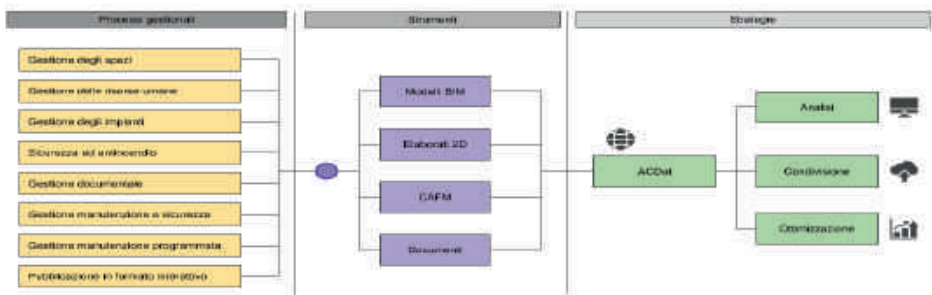 Processi gestionali
Strumenti
Strategie
Gestione degli spazi
Gestione delle risorse umane
Gestione degli impianti
Sicurezza ed antincendio
Gestione documentale
Gestione manutenzione e sicurezza
Gestione manutenzione programmata
Pubblicazione in formato interattivo
Modelli BIM
Elaborati 2D
CAFM
Documenti
ACDat
Analisi
Condivisione
Ottimizzazione